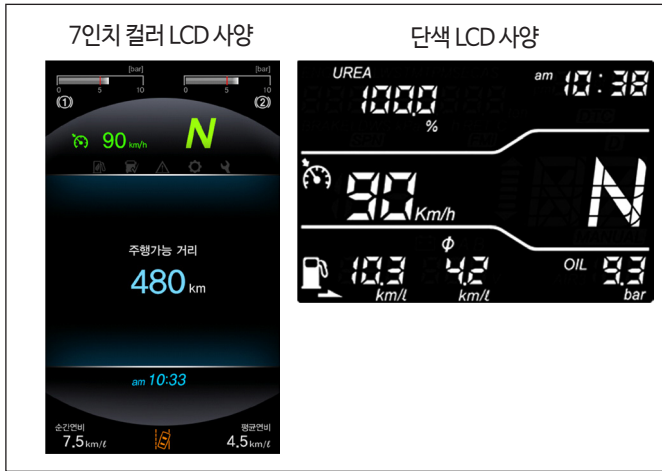 7인치 컬러 LCD 사양
[bar] [bar]
0 5 10 0 5 10
(1) (2)
90 km/h N
주행가능 거리
480 km
am 10:33
순간연비 평균연비
7.5 km/ℓ 4.5 km/ℓ
단색 LCD 사양
UREA am 10:38
100.0
%
90 Km/h N
ϕ
10.3 4.2 OIL 9.3
km/ℓ km/ℓ bar